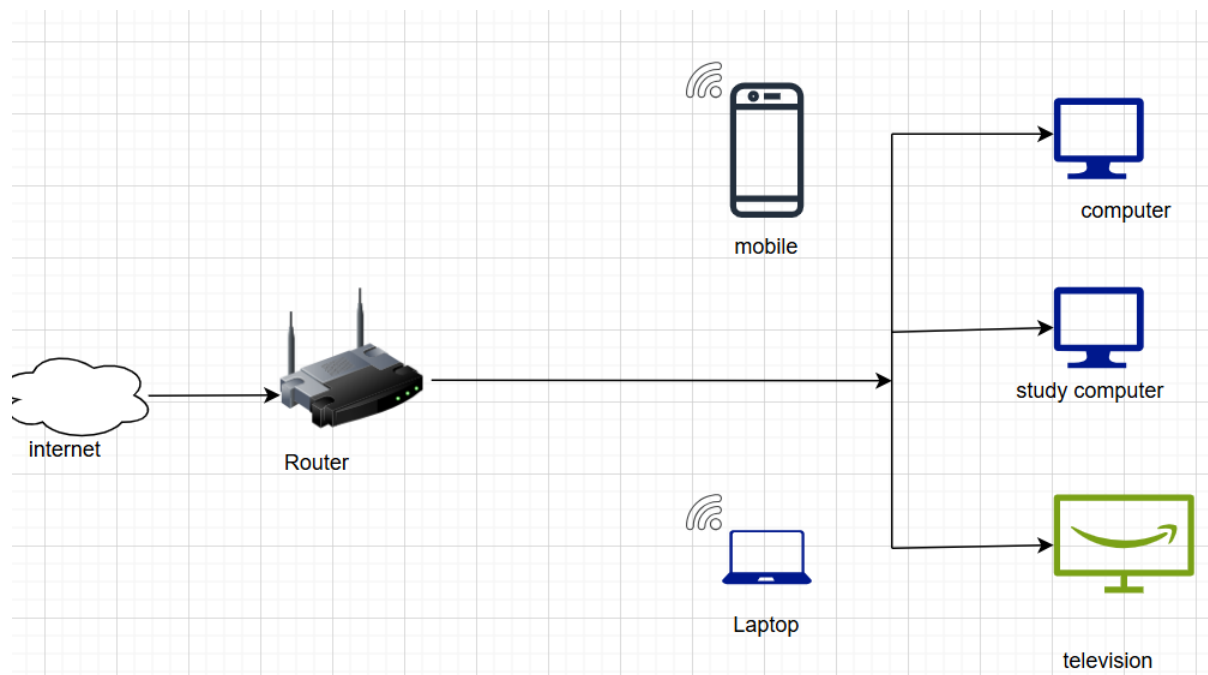 mobile
computer
study computer
internet
Router
Laptop
television